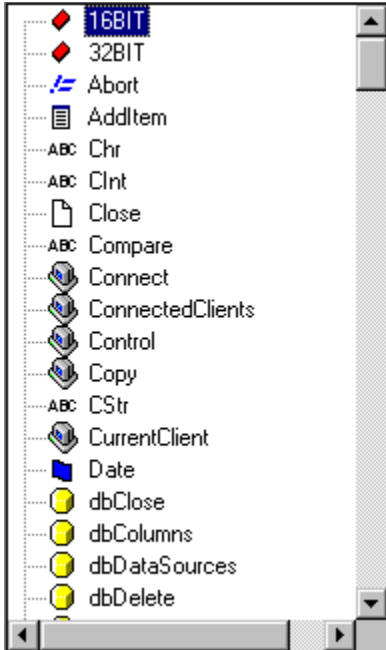 16BIT
32BIT
!= Abort
AddItem
ABC Chr
ABC CInt
Close
ABC Compare
Connect
ConnectedClients
Control
Copy
ABC CStr
CurrentClient
Date
dbClose
dbColumns
dbDataSources
dbDelete